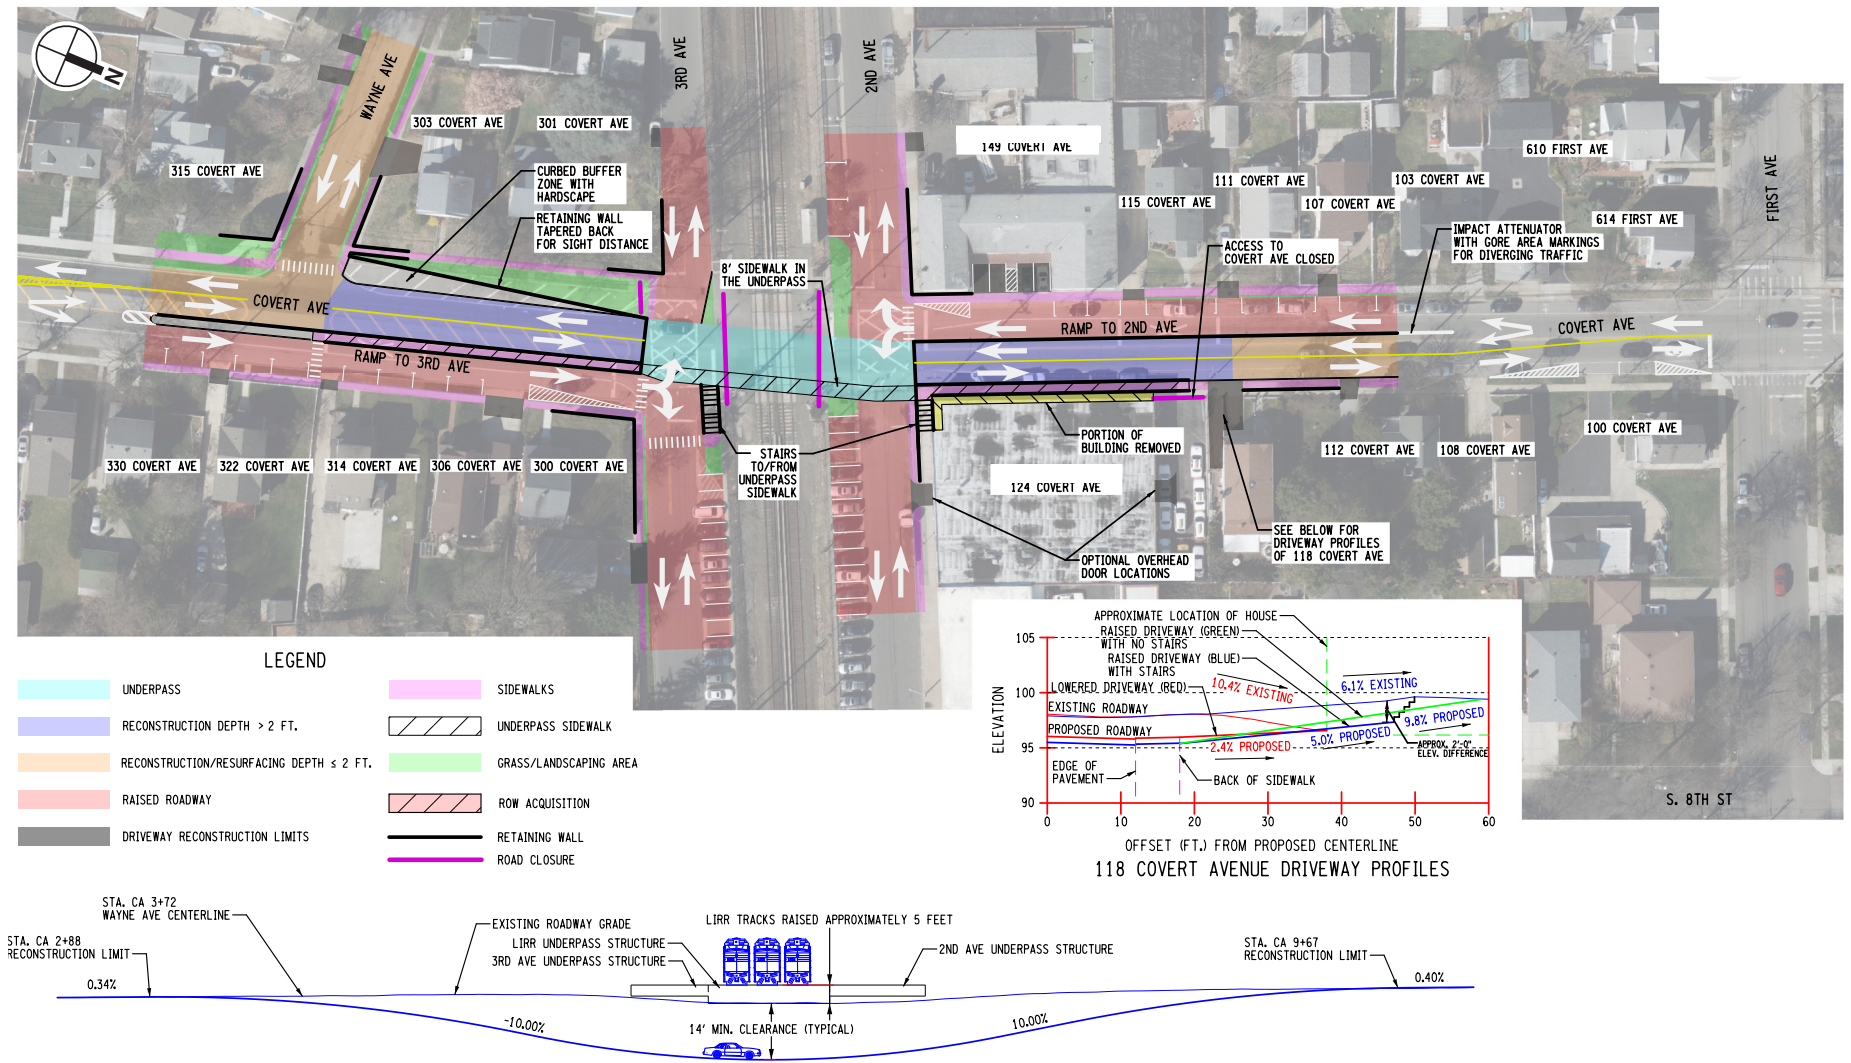 N
WAYNE AVE
3RD AVE
2ND AVE
FIRST AVE
303 COVERT AVE
301 COVERT AVE
315 COVERT AVE
149 COVERT AVE
610 FIRST AVE
111 COVERT AVE
103 COVERT AVE
115 COVERT AVE
107 COVERT AVE
614 FIRST AVE
CURBED BUFFER
ZONE WITH
HARDSCAPE
RETAINING WALL
TAPERED BACK
FOR SIGHT DISTANCE
8' SIDEWALK IN
THE UNDERPASS
ACCESS TO
COVERT AVE CLOSED
IMPACT ATTENUATOR
WITH GORE AREA MARKINGS
FOR DIVERGING TRAFFIC
COVERT AVE
RAMP TO 2ND AVE
COVERT AVE
RAMP TO 3RD AVE
330 COVERT AVE
322 COVERT AVE
314 COVERT AVE
306 COVERT AVE
300 COVERT AVE
STAIRS
TO/FROM
UNDERPASS
SIDEWALK
PORTION OF
BUILDING REMOVED
124 COVERT AVE
112 COVERT AVE
108 COVERT AVE
100 COVERT AVE
OPTIONAL OVERHEAD
DOOR LOCATIONS
SEE BELOW FOR
DRIVEWAY PROFILES
OF 118 COVERT AVE
S. 8TH ST
LEGEND
UNDERPASS
RECONSTRUCTION DEPTH > 2 FT.
RECONSTRUCTION/RESURFACING DEPTH ≤ 2 FT.
RAISED ROADWAY
DRIVEWAY RECONSTRUCTION LIMITS
SIDEWALKS
UNDERPASS SIDEWALK
GRASS/LANDSCAPING AREA
ROW ACQUISITION
RETAINING WALL
ROAD CLOSURE
APPROXIMATE LOCATION OF HOUSE
RAISED DRIVEWAY (GREEN)
WITH NO STAIRS
RAISED DRIVEWAY (BLUE)
WITH STAIRS
LOWERED DRIVEWAY (RED)
10.4% EXISTING
6.1% EXISTING
EXISTING ROADWAY
PROPOSED ROADWAY
2.4% PROPOSED
5.0% PROPOSED
9.8% PROPOSED
APPROX. 2'-0"
ELEV. DIFFERENCE
EDGE OF
PAVEMENT
BACK OF SIDEWALK
ELEVATION
105
100
95
90
0
10
20
30
40
50
60
OFFSET (FT.) FROM PROPOSED CENTERLINE
118 COVERT AVENUE DRIVEWAY PROFILES
STA. CA 3+72
WAYNE AVE CENTERLINE
STA. CA 2+88
RECONSTRUCTION LIMIT
0.34%
EXISTING ROADWAY GRADE
LIRR UNDERPASS STRUCTURE
3RD AVE UNDERPASS STRUCTURE
LIRR TRACKS RAISED APPROXIMATELY 5 FEET
2ND AVE UNDERPASS STRUCTURE
STA. CA 9+67
RECONSTRUCTION LIMIT
0.40%
-10.00%
14' MIN. CLEARANCE (TYPICAL)
10.00%